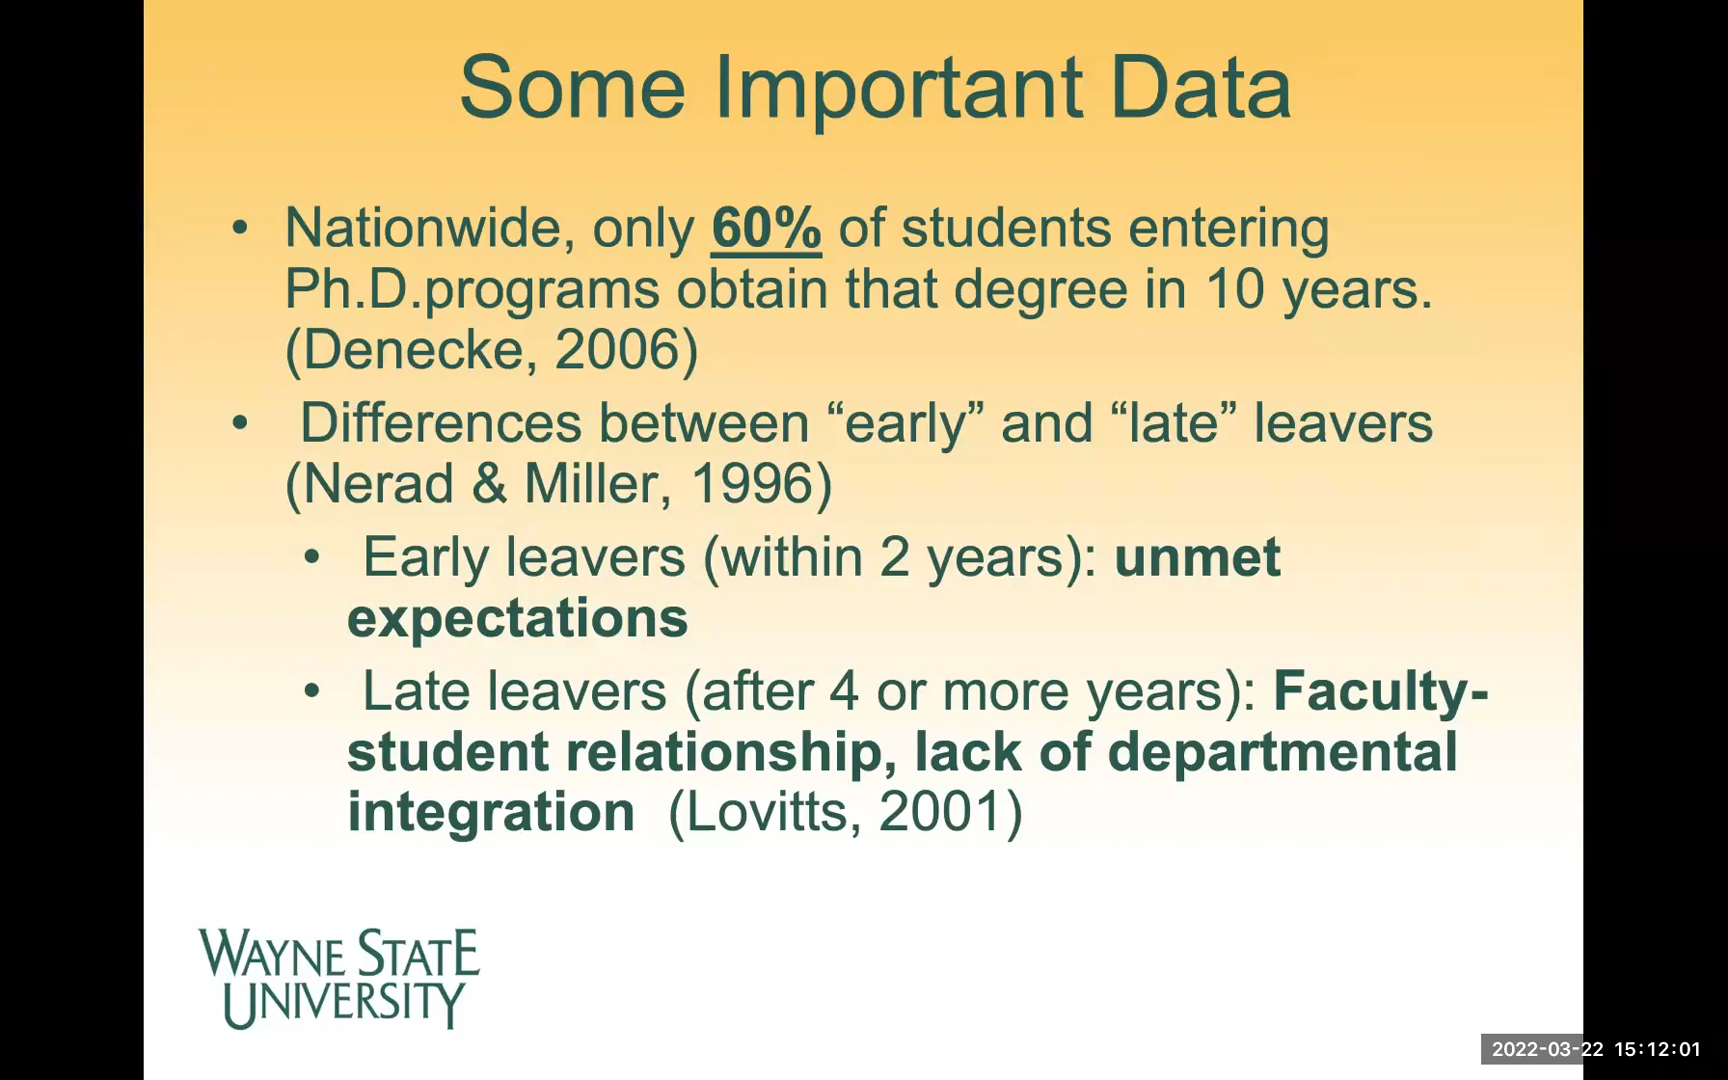 Some Important Data
• Nationwide, only 60% of students entering
Ph.D.programs obtain that degree in 10 years.
(Denecke, 2006)
• Differences between “early” and “late” leavers
(Nerad & Miller, 1996)
• Early leavers (within 2 years): unmet
expectations
• Late leavers (after 4 or more years): Faculty-
student relationship, lack of departmental
integration (Lovitts, 2001)
WAYNE STATE
UNIVERSITY
2022-03-22 15:12:01